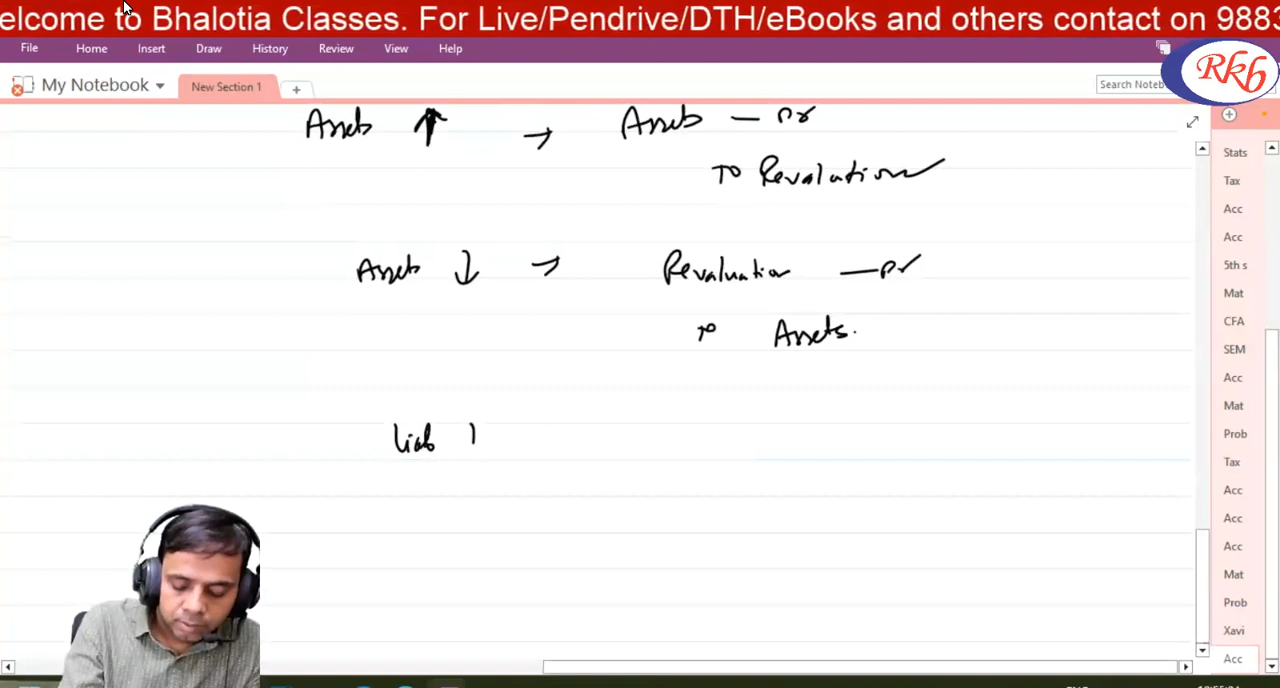 elcome to Bhalotia Classes. For Live/Pendrive/DTH/eBooks and others contact on 9883
File Home Insert Draw History Review View Help
Rkb
My Notebook New Section 1 + Search Noteb
Assets ↑ → Assets — Dr
To Revaluation
Assets ↓ → Revaluation — Dr
To Assets.
Liab
Stats
Tax
Acc
Acc
5th s
Mat
CFA
SEM
Acc
Mat
Prob
Tax
Acc
Acc
Acc
Mat
Prob
Xavi
Acc